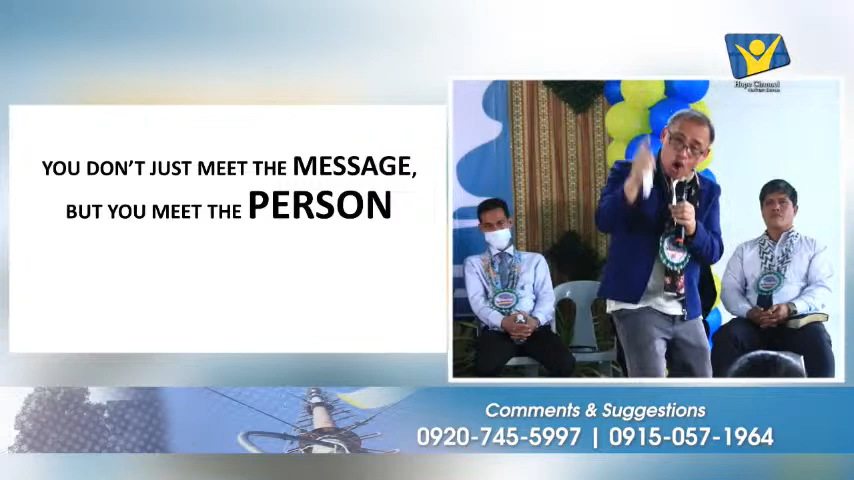 YOU DON'T JUST MEET THE MESSAGE,
BUT YOU MEET THE PERSON
Hope Channel
Comments & Suggestions
0920-745-5997 | 0915-057-1964